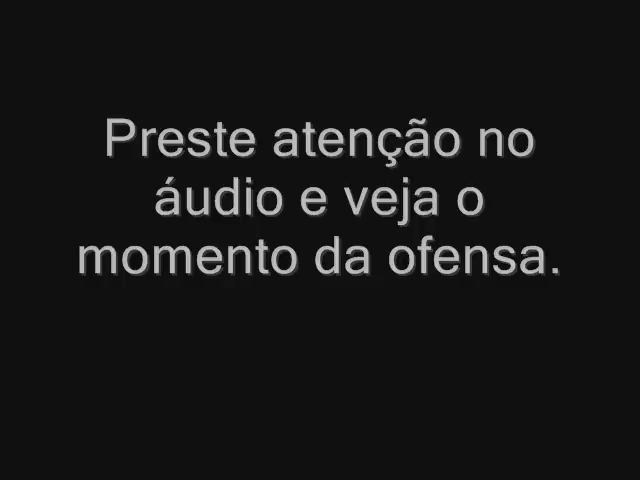 Preste atenção no
áudio e veja o
momento da ofensa.